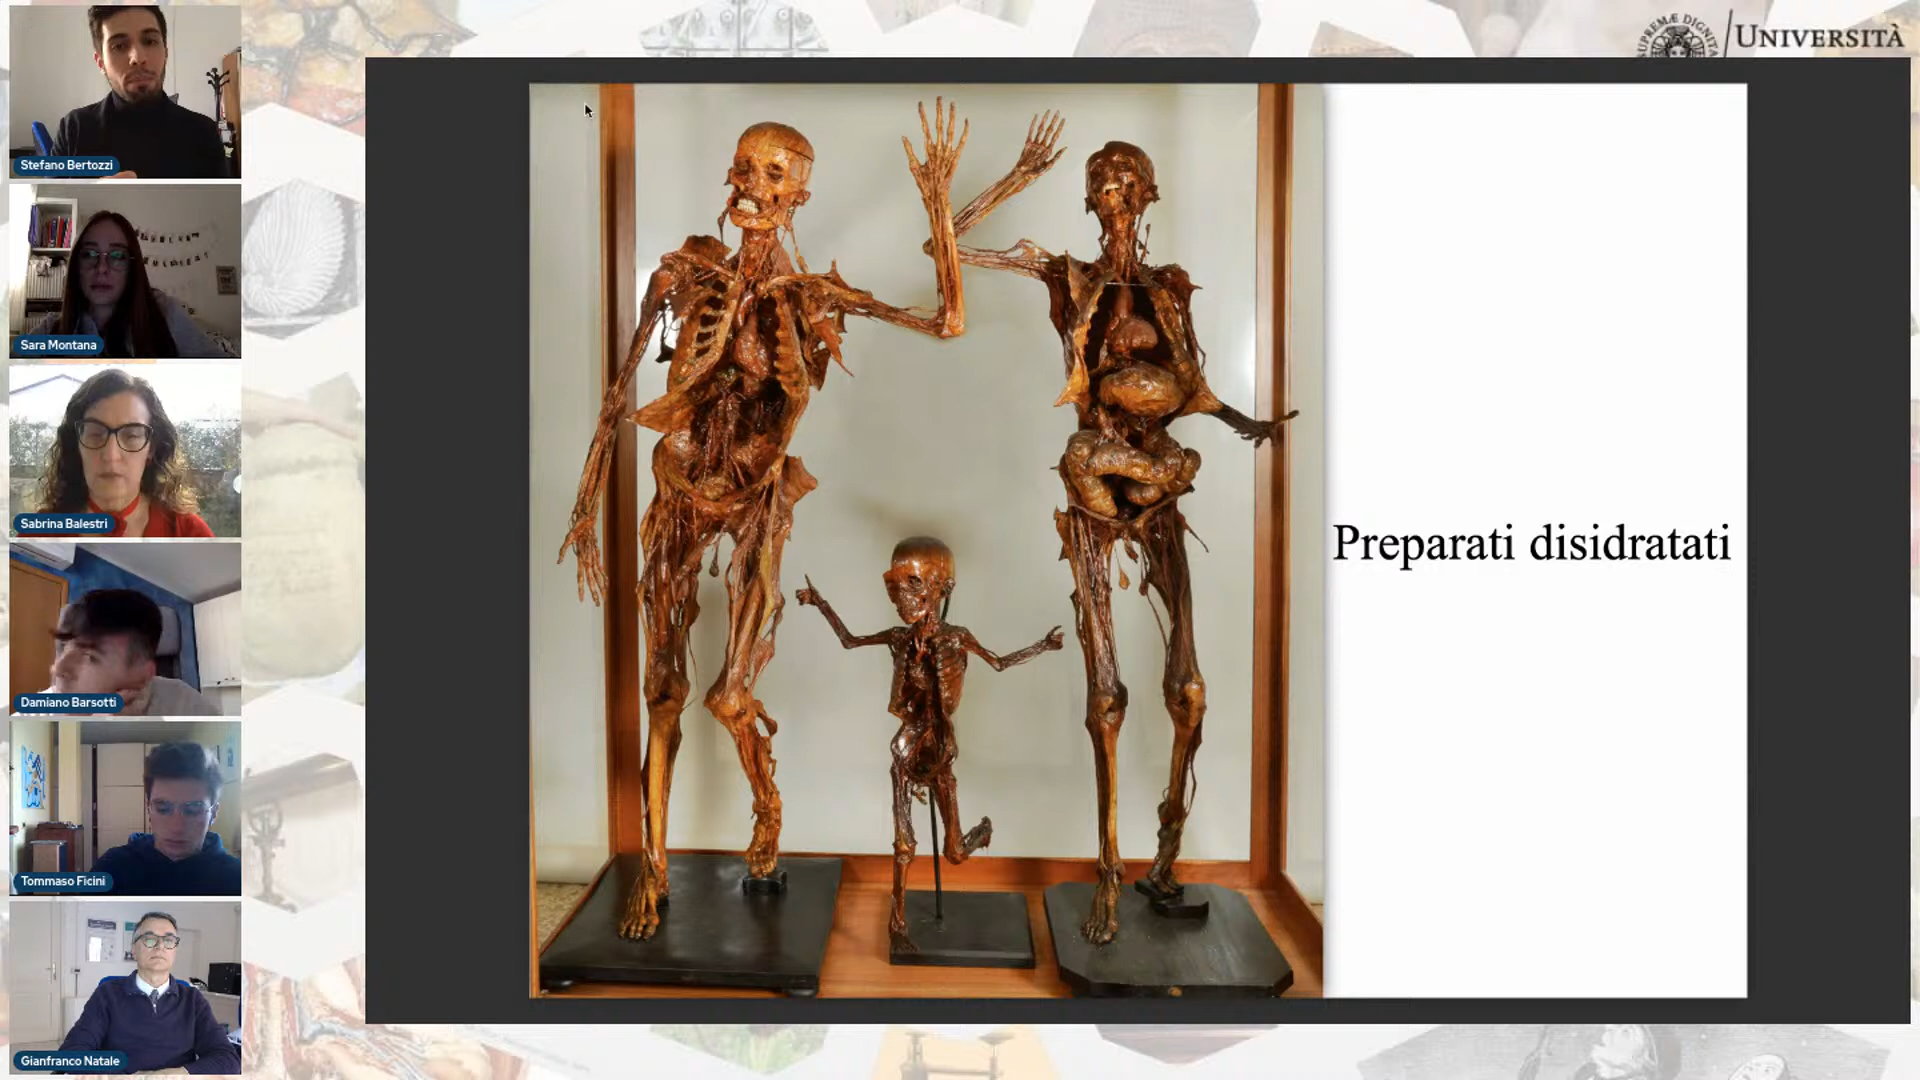 Stefano Bertozzi
Sara Montana
Sabrina Balestri
Damiano Barsotti
Tommaso Ficini
Gianfranco Natale
UNIVERSITÀ
Preparati disidratati